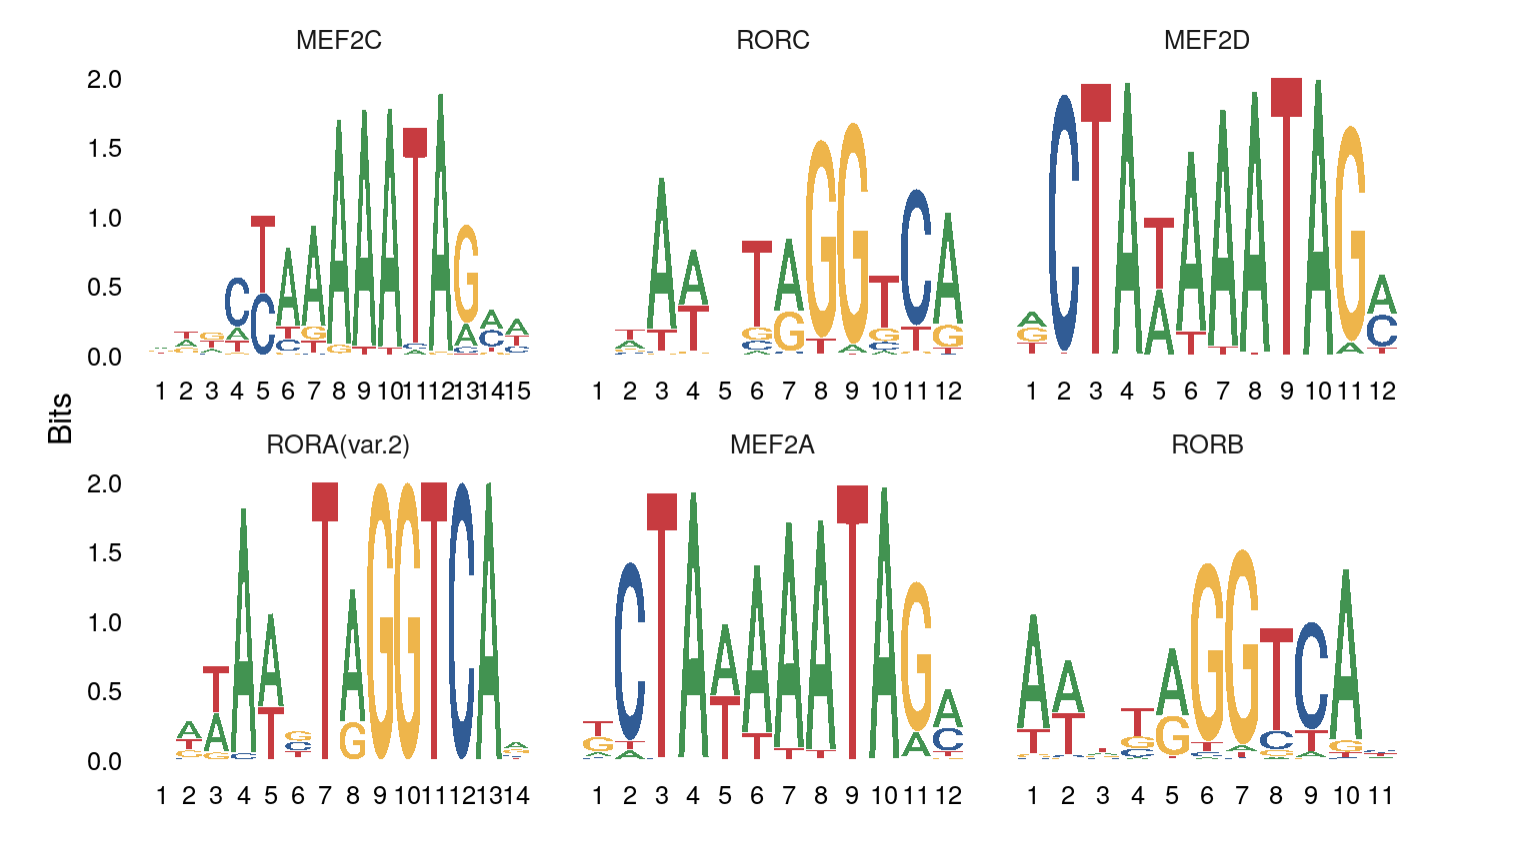 MEF2C RORC MEF2D
2.0
1.5
1.0
0.5
0.0
1 2 3 4 5 6 7 8 9 10 11 12 13 14 15
1 2 3 4 5 6 7 8 9 10 11 12
1 2 3 4 5 6 7 8 9 10 11 12
Bits
RORA(var.2) MEF2A RORB
2.0
1.5
1.0
0.5
0.0
1 2 3 4 5 6 7 8 9 10 11 12 13 14
1 2 3 4 5 6 7 8 9 10 11 12
1 2 3 4 5 6 7 8 9 10 11